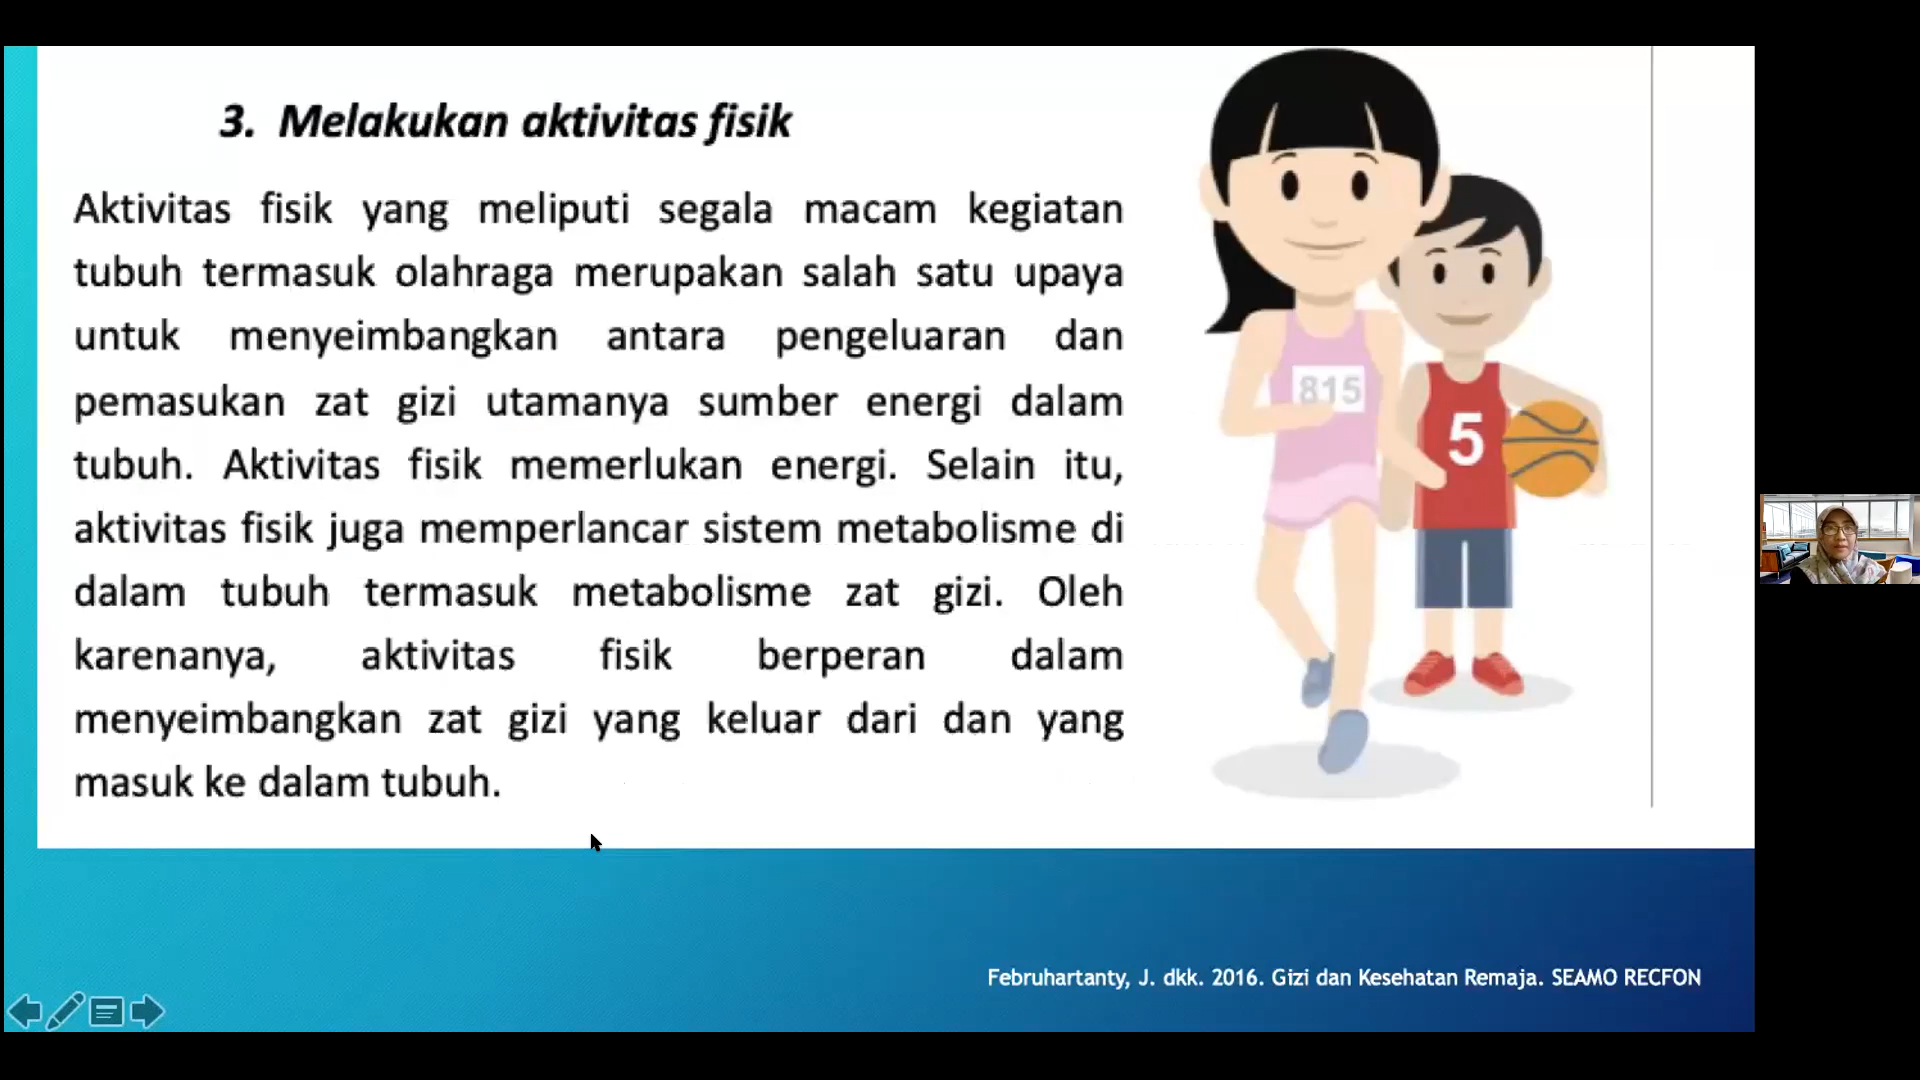 3. Melakukan aktivitas fisik
Aktivitas fisik yang meliputi segala macam kegiatan
tubuh termasuk olahraga merupakan salah satu upaya
untuk menyeimbangkan antara pengeluaran dan
pemasukan zat gizi utamanya sumber energi dalam
tubuh. Aktivitas fisik memerlukan energi. Selain itu,
aktivitas fisik juga memperlancar sistem metabolisme di
dalam tubuh termasuk metabolisme zat gizi. Oleh
karenanya, aktivitas fisik berperan dalam
menyeimbangkan zat gizi yang keluar dari dan yang
masuk ke dalam tubuh.
815
5
Februhartanty, J. dkk. 2016. Gizi dan Kesehatan Remaja. SEAMO RECFON